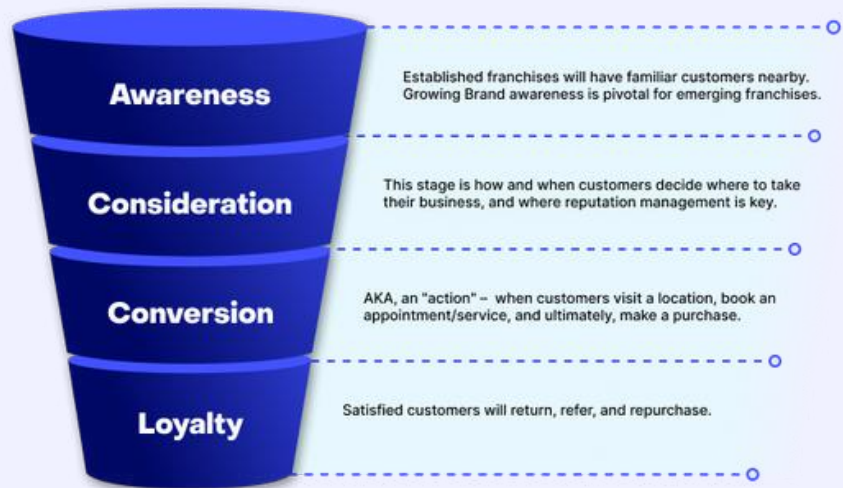 Awareness
Established franchises will have familiar customers nearby.
Growing Brand awareness is pivotal for emerging franchises.
Consideration
This stage is how and when customers decide where to take
their business, and where reputation management is key.
Conversion
AKA, an "action" – when customers visit a location, book an
appointment/service, and ultimately, make a purchase.
Loyalty
Satisfied customers will return, refer, and repurchase.